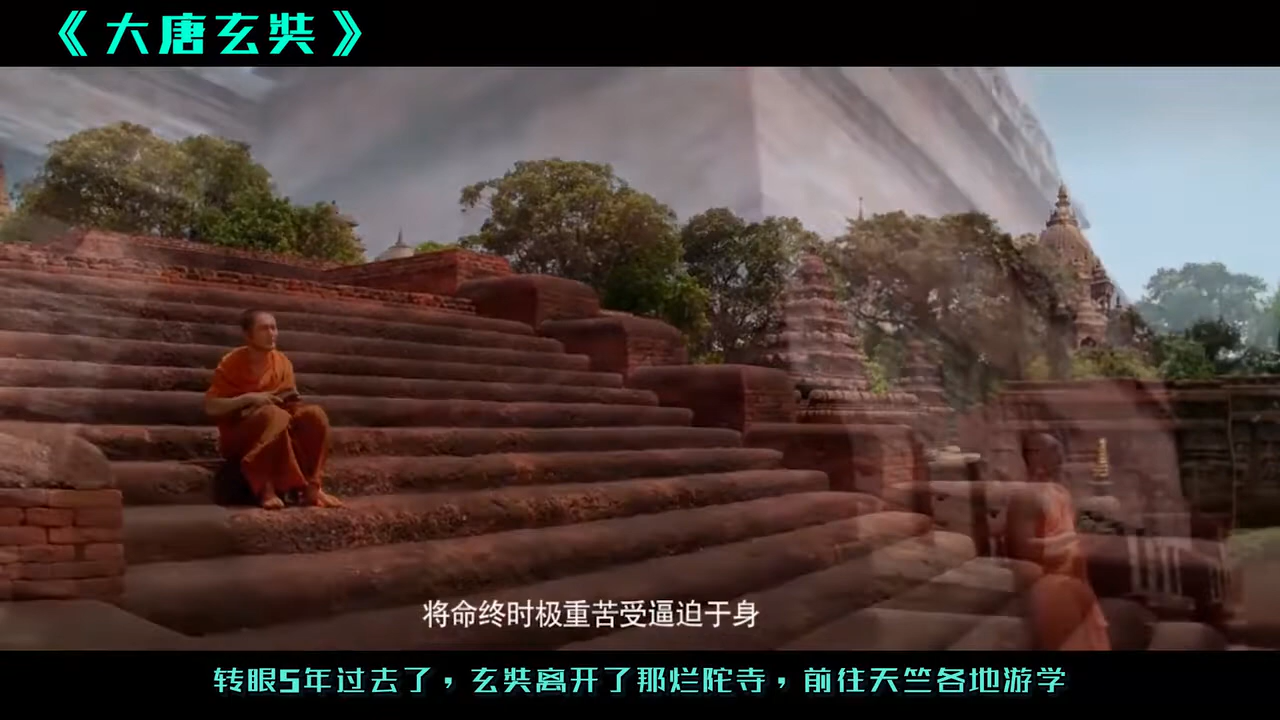 《大唐玄奘》
将命终时极重苦受逼迫于身
转眼5年过去了，玄奘离开了那烂陀寺，前往天竺各地游学